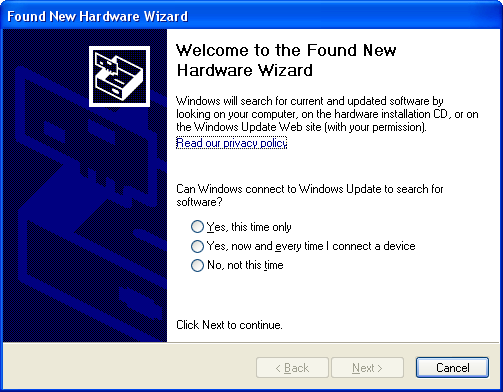 Found New Hardware Wizard
Welcome to the Found New
Hardware Wizard
Windows will search for current and updated software by
looking on your computer, on the hardware installation CD, or on
the Windows Update Web site (with your permission).
Read our privacy policy
Can Windows connect to Windows Update to search for
software?
Yes, this time only
Yes, now and every time I connect a device
No, not this time
Click Next to continue.
< Back
Next >
Cancel